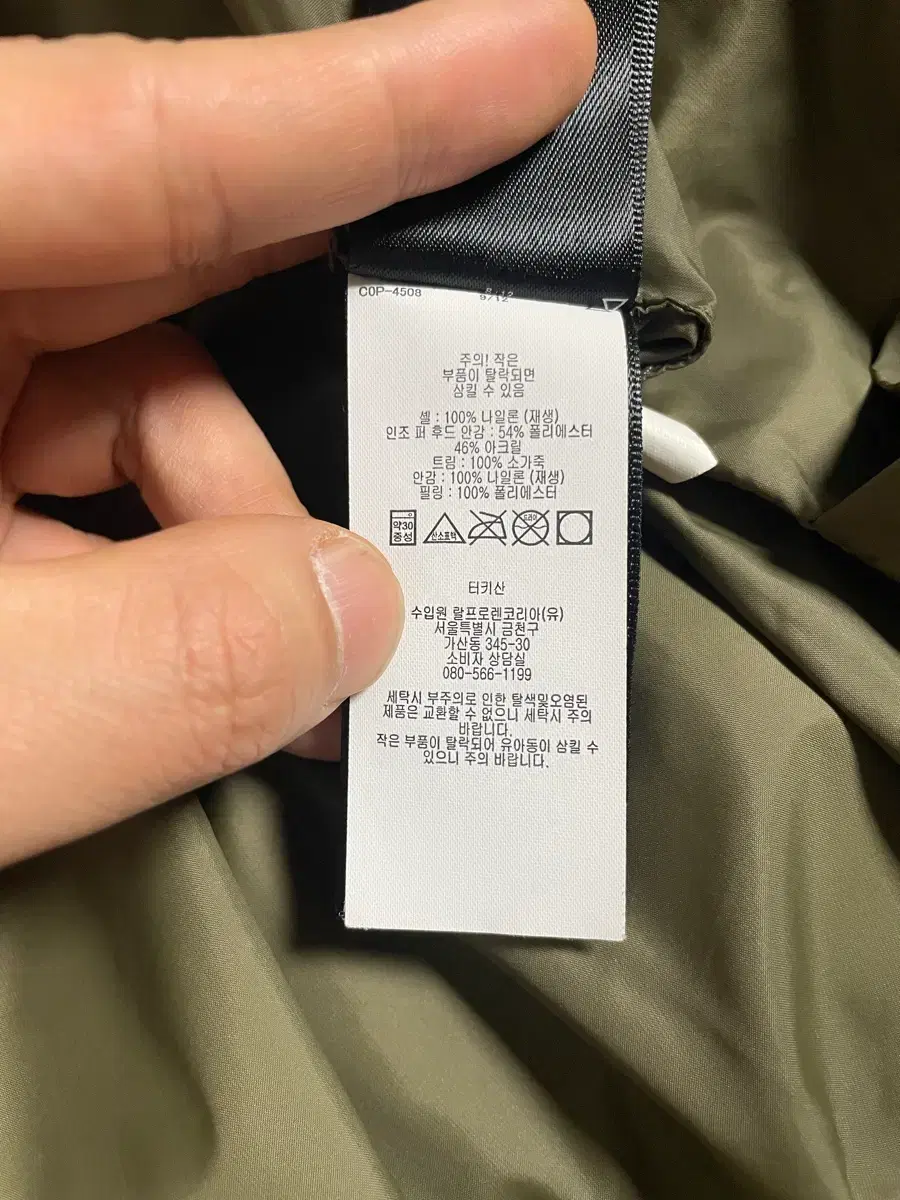 COP-4508
9/12
주의! 작은
부품이 탈락되면
삼킬 수 있음
셸 : 100% 나일론 (재생)
인조 퍼 후드 안감 : 54% 폴리에스터
46% 아크릴
트림 : 100% 소가죽
안감 : 100% 나일론 (재생)
필링 : 100% 폴리에스터
약30
중성
산소표백
드라이
터키산
수입원 랄프로렌코리아(유)
서울특별시 금천구
가산동 345-30
소비자 상담실
080-566-1199
세탁시 부주의로 인한 탈색및오염된
제품은 교환할 수 없으니 세탁시 주의
바랍니다.
작은 부품이 탈락되어 유아동이 삼킬 수
있으니 주의 바랍니다.